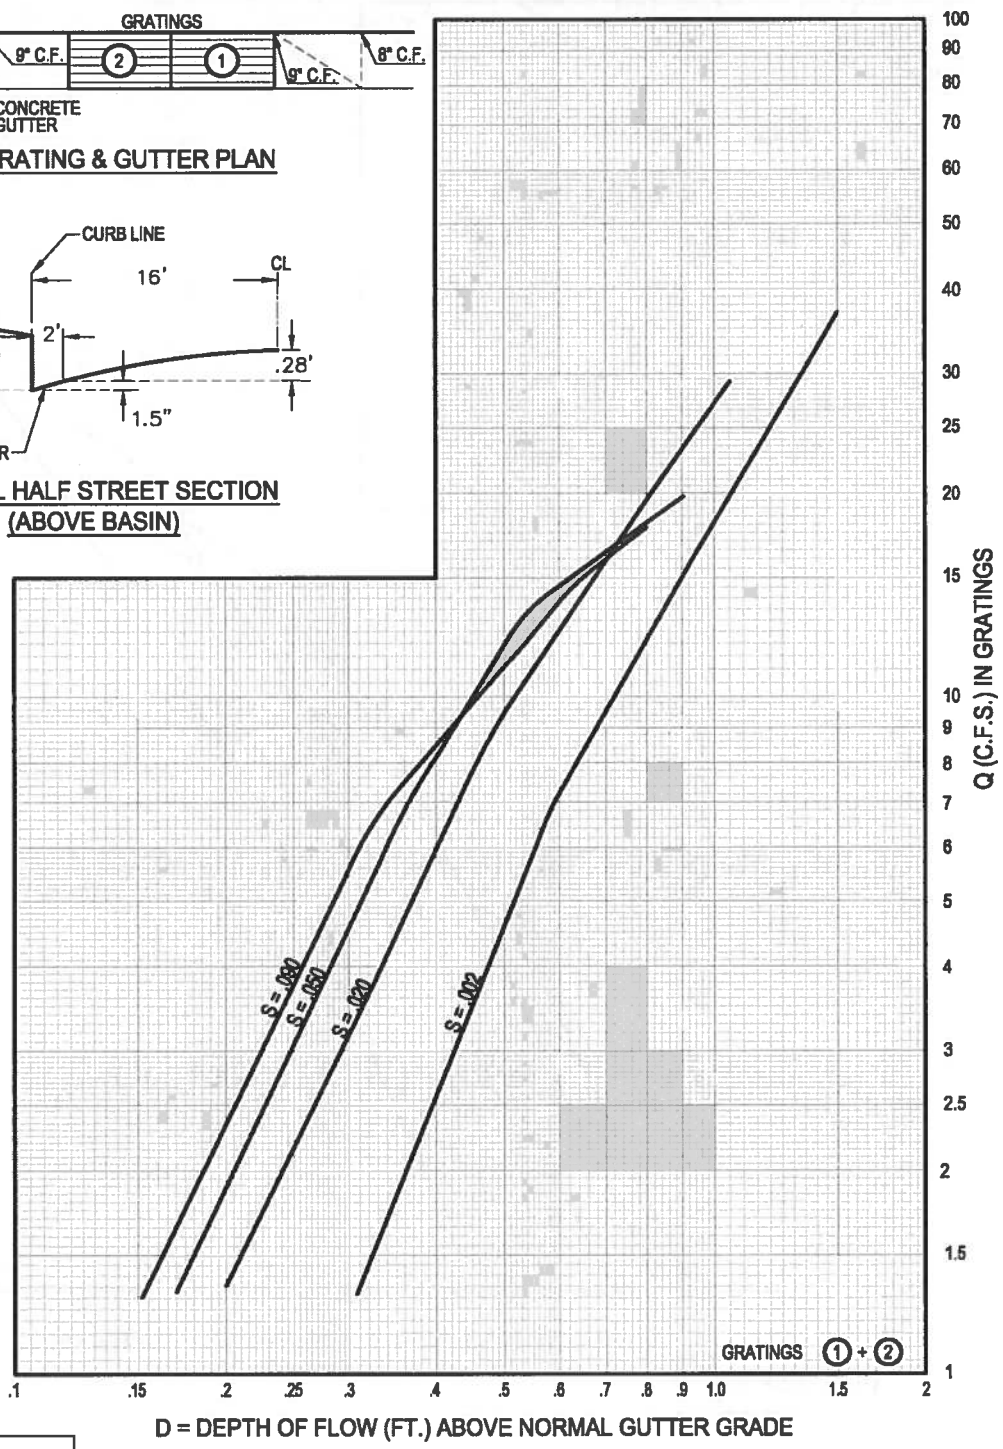 GRATINGS
9" C.F.
2
1
9" C.F.
8" C.F.
CONCRETE
GUTTER
RATING & GUTTER PLAN
CURB LINE
16'
CL
2'
.28'
1.5"
R
L HALF STREET SECTION
(ABOVE BASIN)
100
90
80
70
60
50
40
30
25
20
15
10
9
8
7
6
5
4
3
2.5
2
1.5
1
Q (C.F.S.) IN GRATINGS
S = .090
S = .050
S = .020
S = .002
GRATINGS 1 + 2
.1 .15 .2 .25 .3 .4 .5 .6 .7 .8 .9 1.0 1.5 2
D = DEPTH OF FLOW (FT.) ABOVE NORMAL GUTTER GRADE